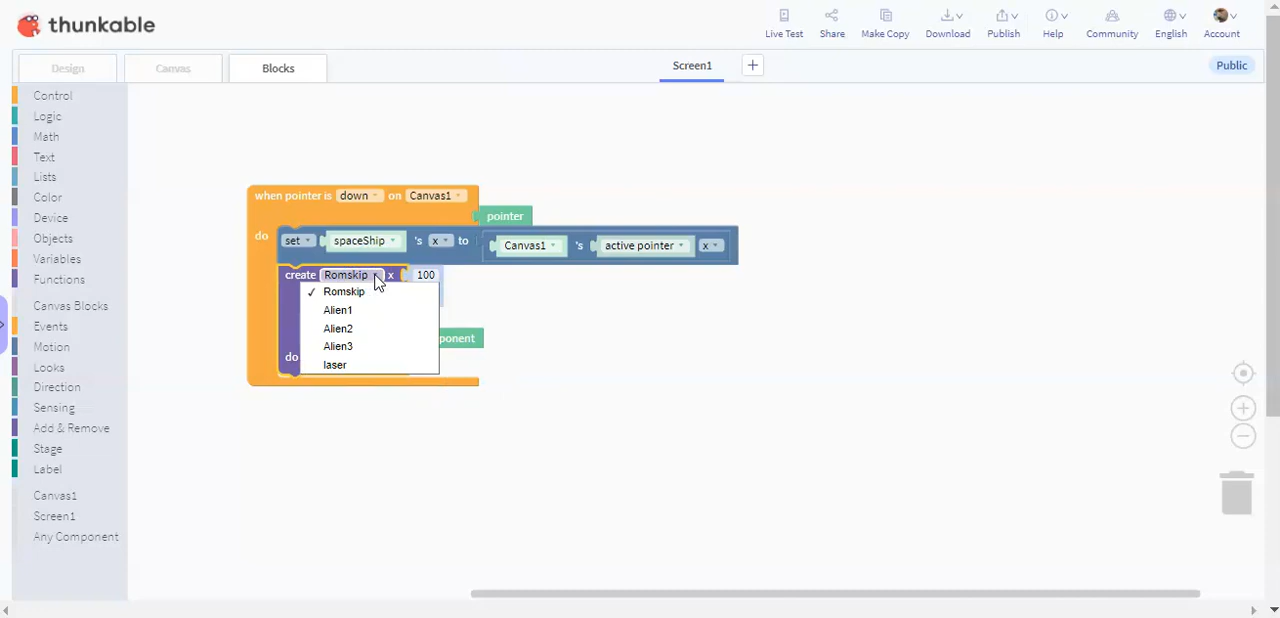 thunkable
Live Test
Share
Make Copy
Download
Publish
Help
Community
English
Account
Design
Canvas
Blocks
Screen1
+
Public
Control
Logic
Math
Text
Lists
Color
Device
Objects
Variables
Functions
Canvas Blocks
Events
Motion
Looks
Direction
Sensing
Add & Remove
Stage
Label
Canvas1
Screen1
Any Component
when pointer is down on Canvas1
pointer
do
set spaceShip 's x to Canvas1 's active pointer x
create Romskip x 100
✓ Romskip
Alien1
Alien2
Alien3
laser
ponent
do